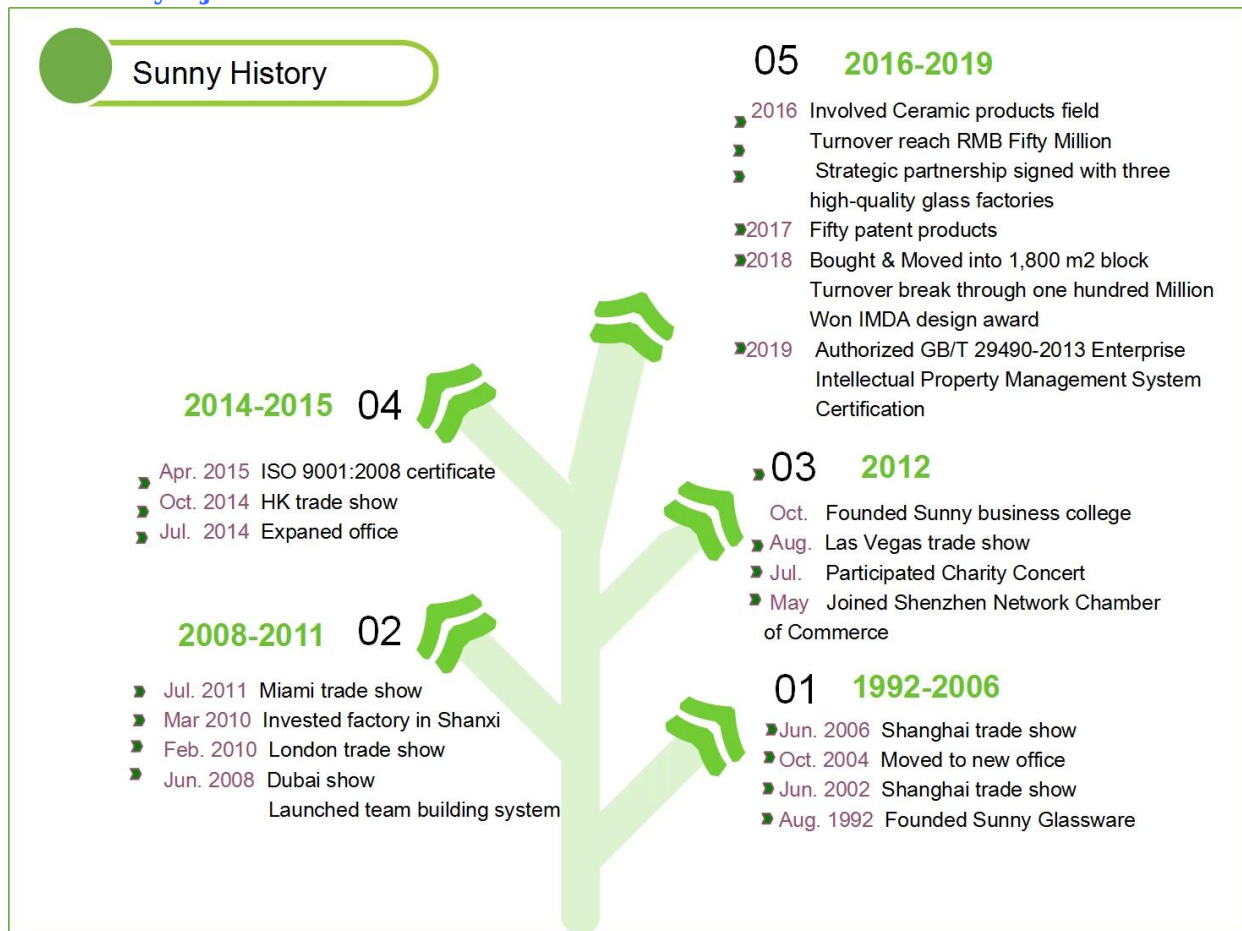 Sunny History
05 2016-2019
2016 Involved Ceramic products field
Turnover reach RMB Fifty Million
Strategic partnership signed with three
high-quality glass factories
2017 Fifty patent products
2018 Bought & Moved into 1,800 m2 block
Turnover break through one hundred Million
Won IMDA design award
2019 Authorized GB/T 29490-2013 Enterprise
Intellectual Property Management System
Certification
2014-2015 04
Apr. 2015 ISO 9001:2008 certificate
Oct. 2014 HK trade show
Jul. 2014 Expaned office
03 2012
Oct. Founded Sunny business college
Aug. Las Vegas trade show
Jul. Participated Charity Concert
May Joined Shenzhen Network Chamber
of Commerce
2008-2011 02
Jul. 2011 Miami trade show
Mar 2010 Invested factory in Shanxi
Feb. 2010 London trade show
Jun. 2008 Dubai show
Launched team building system
01 1992-2006
Jun. 2006 Shanghai trade show
Oct. 2004 Moved to new office
Jun. 2002 Shanghai trade show
Aug. 1992 Founded Sunny Glassware